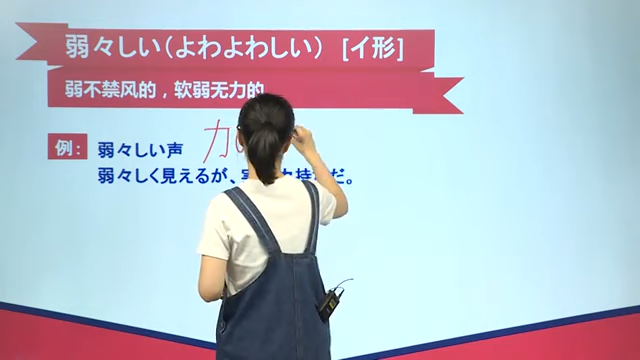 弱々しい(よわよわしい) [イ形]
弱不禁风的，软弱无力的
例： 弱々しい声 力
弱々しく見えるが、実 力持 だ。